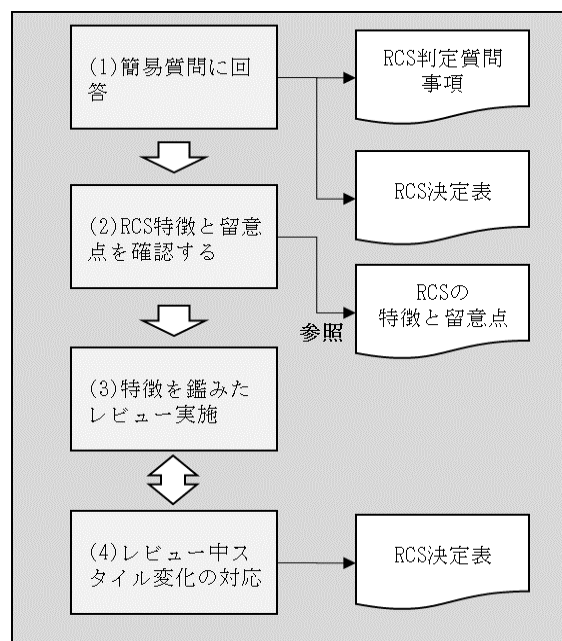 (1)簡易質問に回
答
RCS判定質問
事項
RCS決定表
(2)RCS特徴と留意
点を確認する
RCSの
特徴と留意点
参照
(3)特徴を鑑みた
レビュー実施
(4)レビュー中ス
タイル変化の対応
RCS決定表